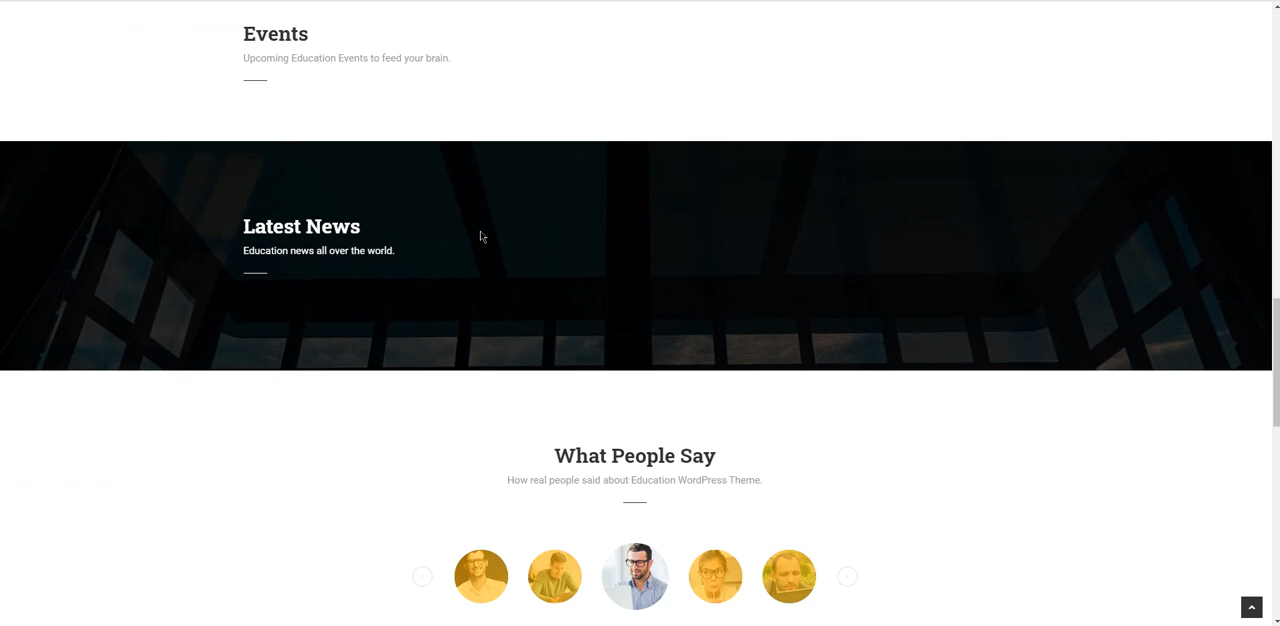 Events
Upcoming Education Events to feed your brain.
Latest News
Education news all over the world.
What People Say
How real people said about Education WordPress Theme.